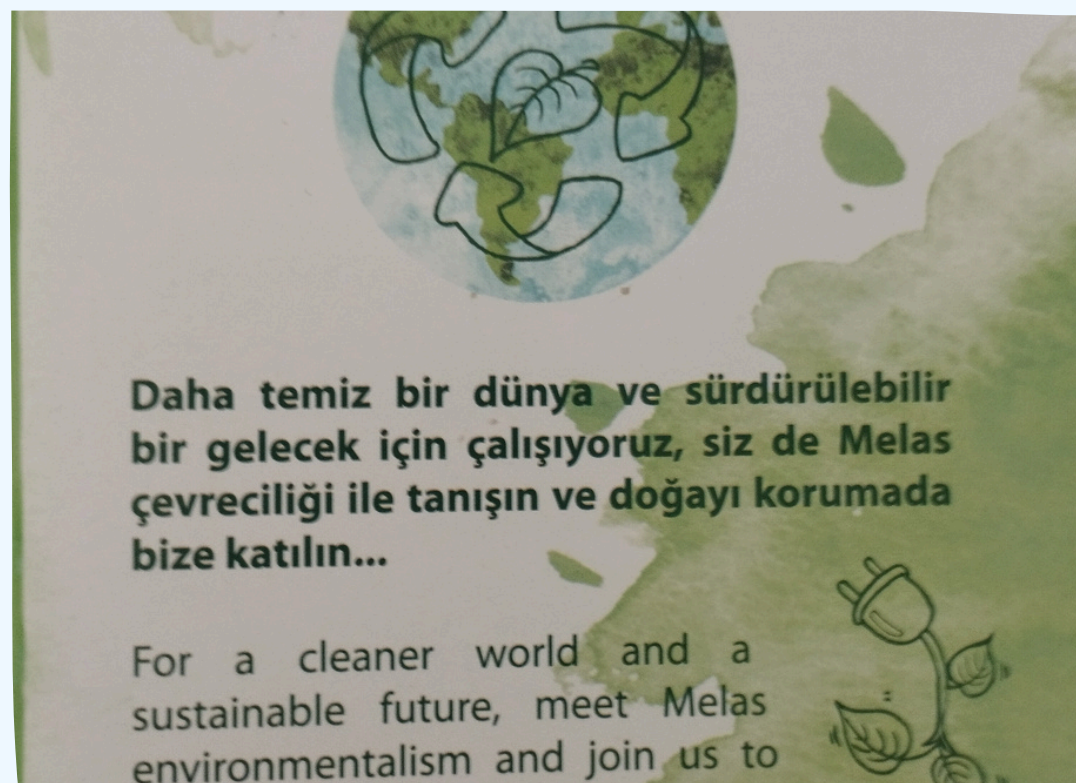 Daha temiz bir dünya ve sürdürülebilir
bir gelecek için çalışıyoruz, siz de Melas
çevreciliği ile tanışın ve doğayı korumada
bize katılın...
For a cleaner world and a
sustainable future, meet Melas
environmentalism and join us to